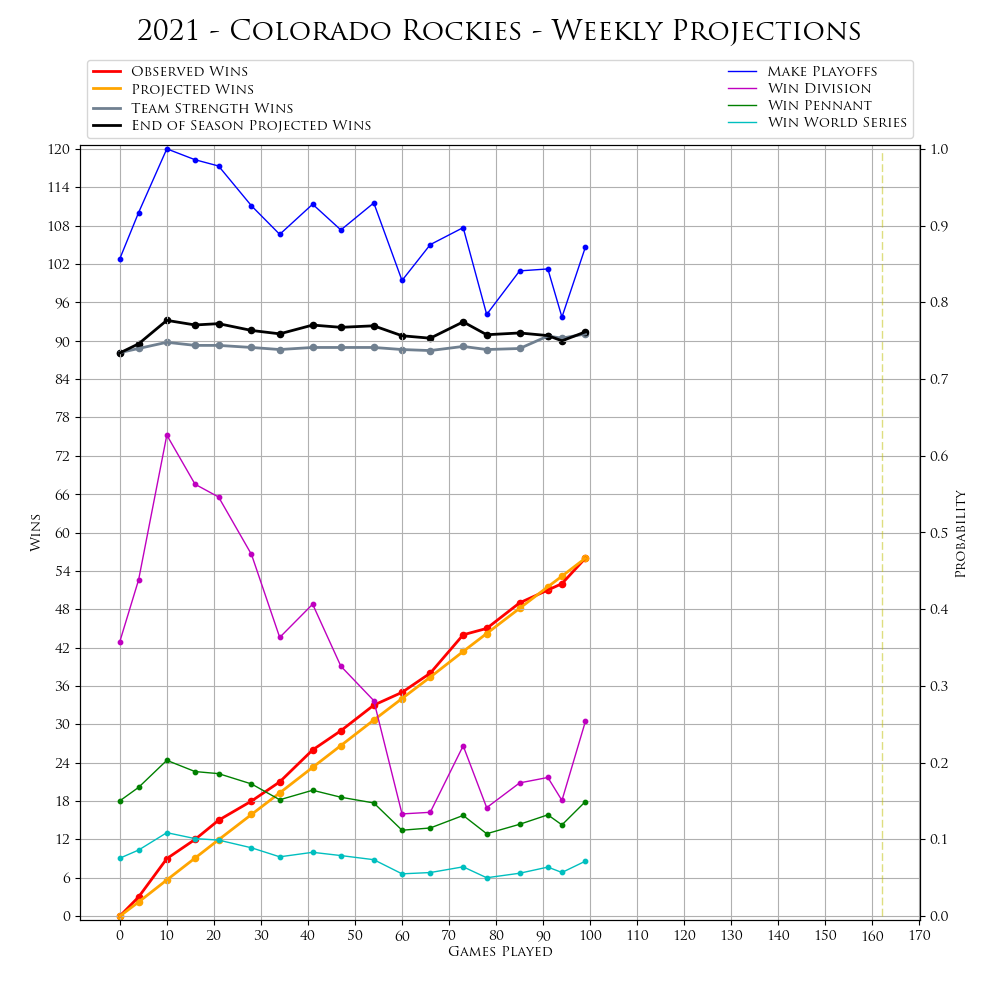 2021 - Colorado Rockies - Weekly Projections
Observed Wins
Projected Wins
Team Strength Wins
End of Season Projected Wins
Make Playoffs
Win Division
Win Pennant
Win World Series
120
114
108
102
96
90
84
78
72
66
60
54
48
42
36
30
24
18
12
6
0
Wins
1.0
0.9
0.8
0.7
0.6
0.5
0.4
0.3
0.2
0.1
0.0
Probability
0 10 20 30 40 50 60 70 80 90 100 110 120 130 140 150 160 170
Games Played